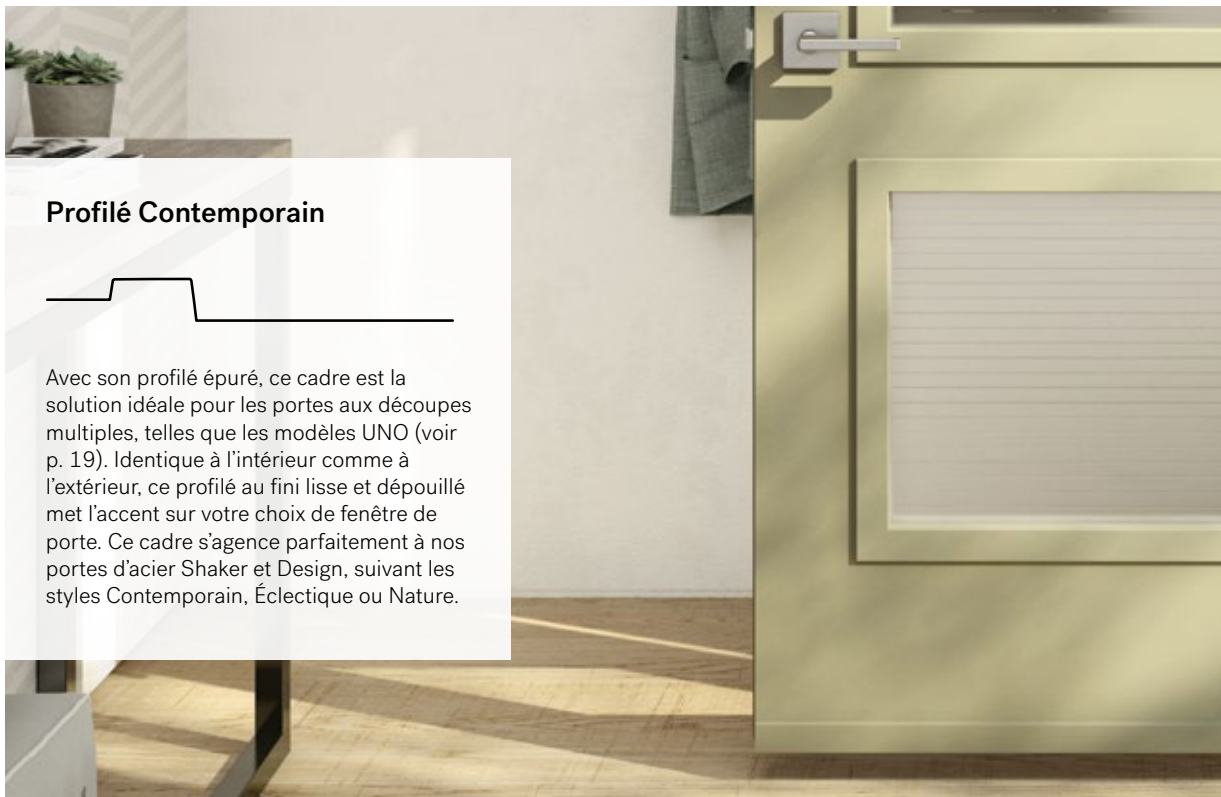 Profilé Contemporain
Avec son profilé épuré, ce cadre est la
solution idéale pour les portes aux découpes
multiples, telles que les modèles UNO (voir
p. 19). Identique à l’intérieur comme à
l’extérieur, ce profilé au fini lisse et dépouillé
met l’accent sur votre choix de fenêtre de
porte. Ce cadre s’agence parfaitement à nos
portes d’acier Shaker et Design, suivant les
styles Contemporain, Éclectique ou Nature.